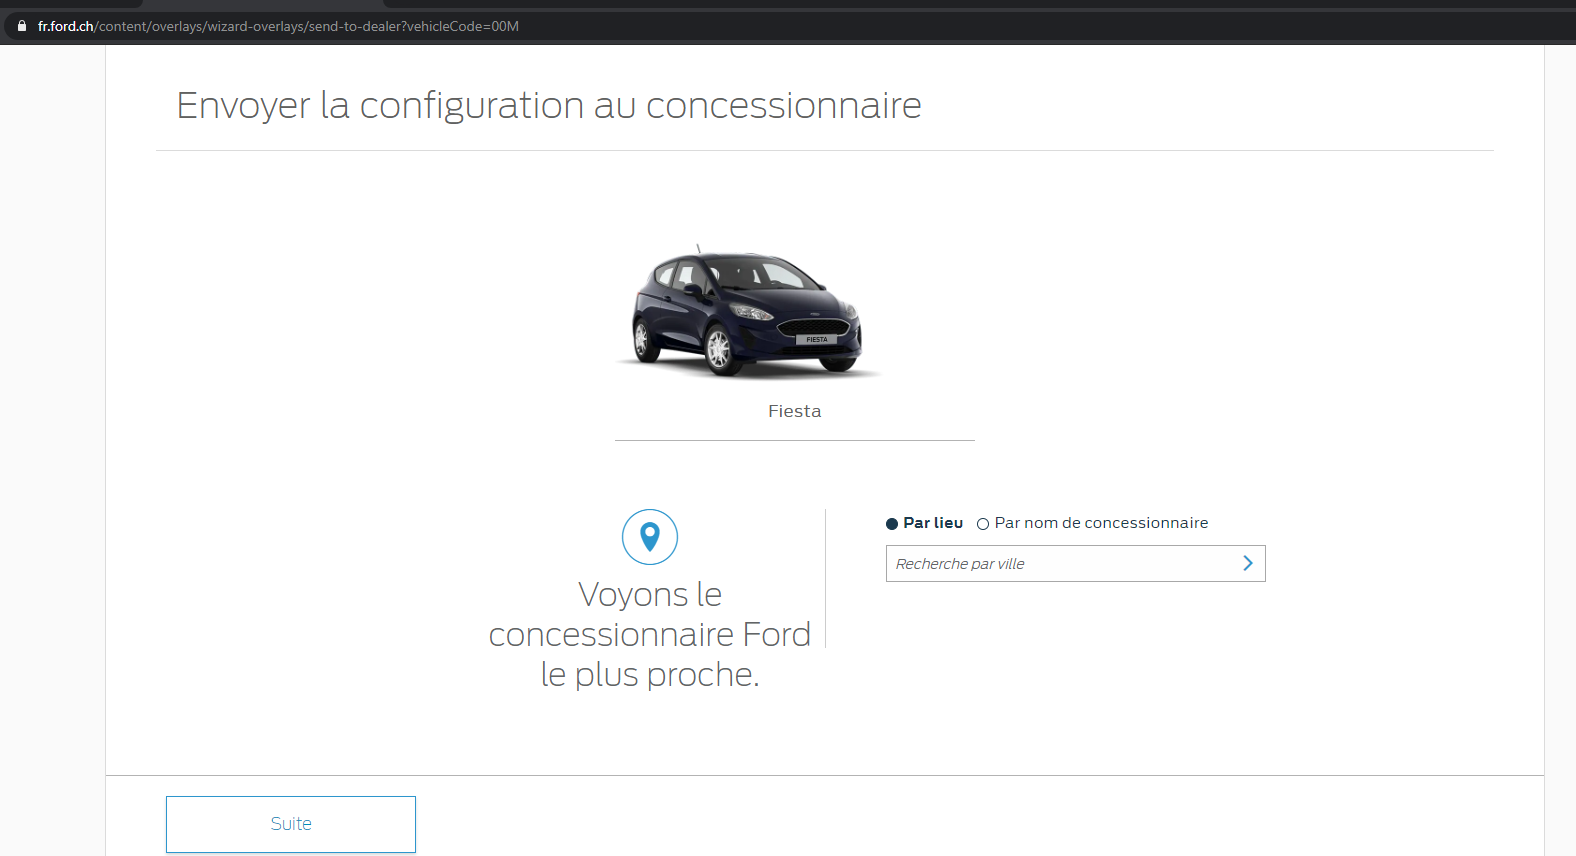 fr.ford.ch/content/overlays/wizard-overlays/send-to-dealer?vehicleCode=00M
Envoyer la configuration au concessionnaire
FIESTA
Fiesta
Voyons le
concessionnaire Ford
le plus proche.
Par lieu Par nom de concessionnaire
Recherche par ville
Suite